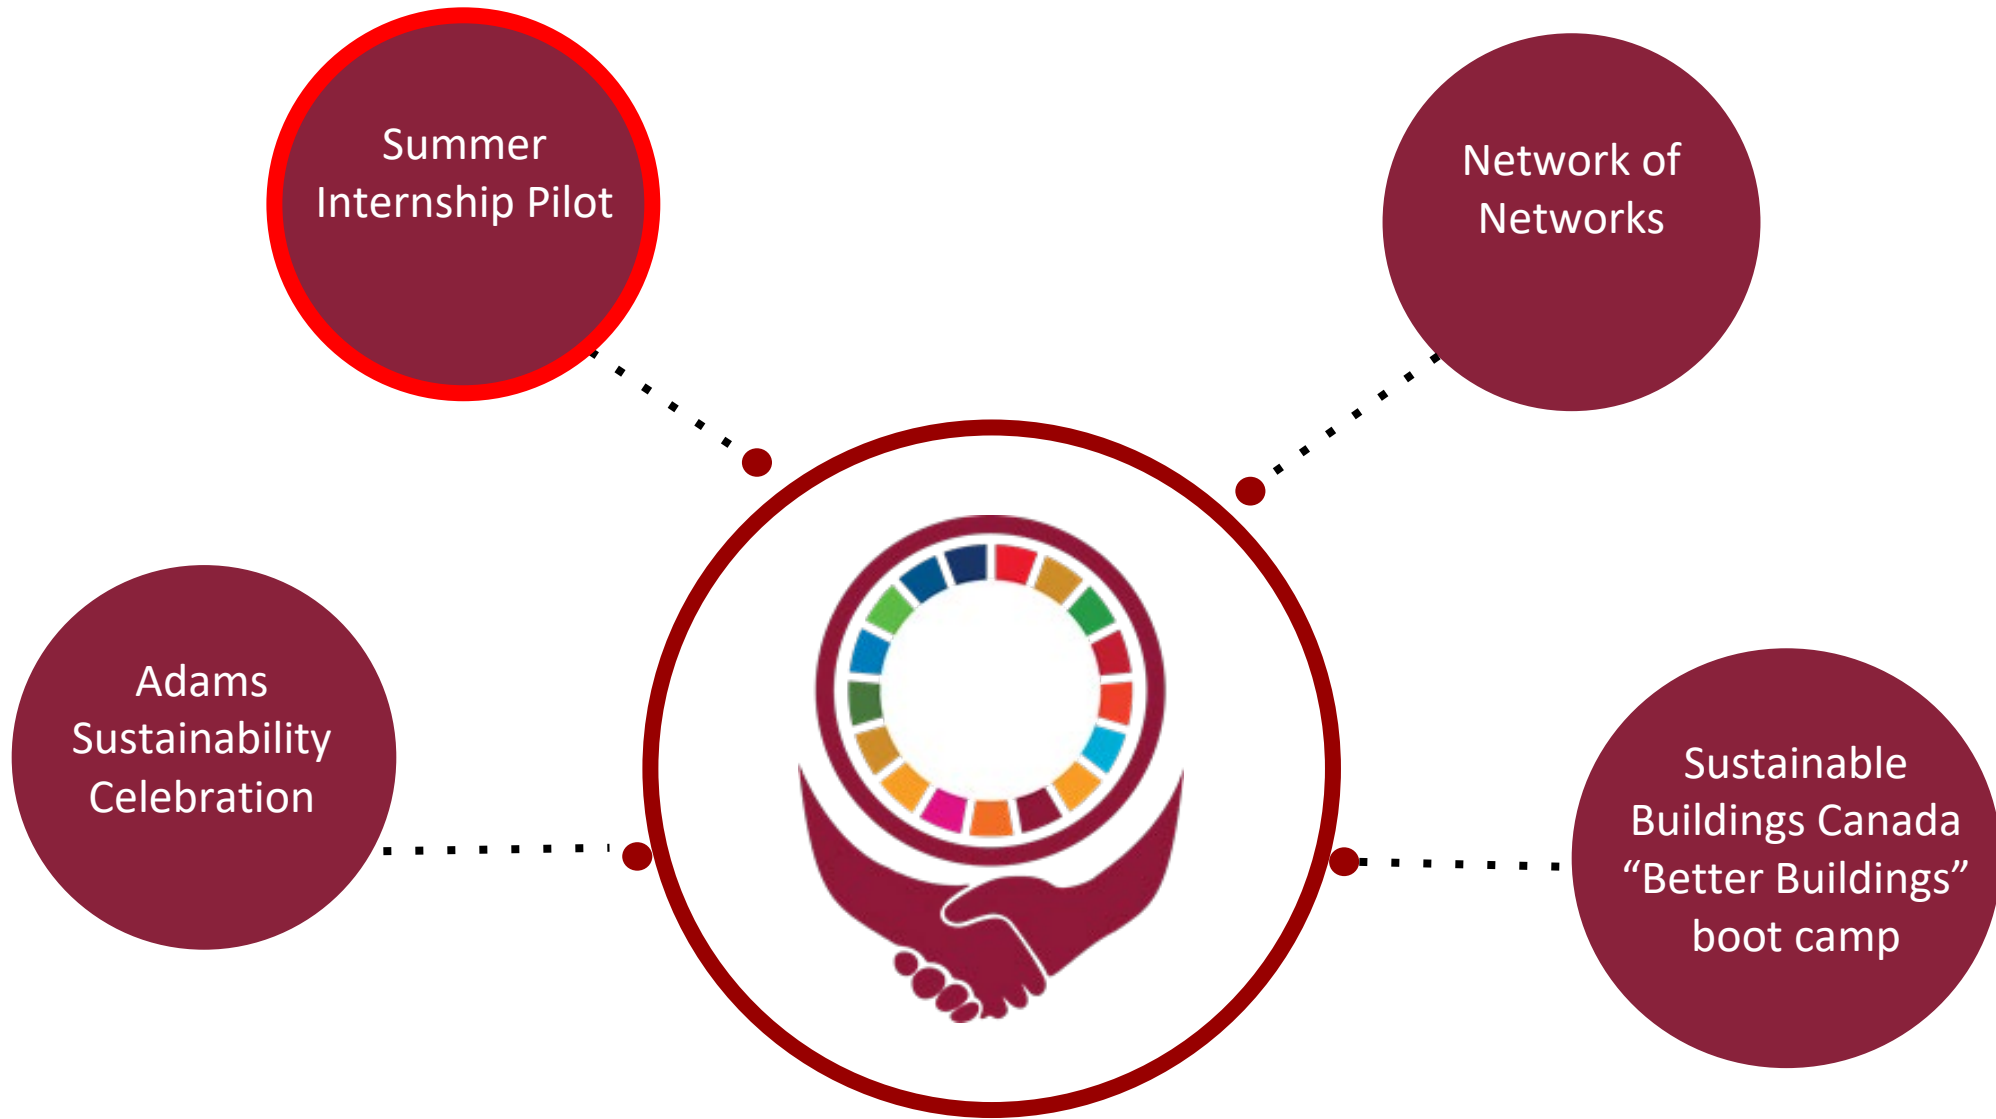 Summer
Internship Pilot
Network of
Networks
Adams
Sustainability
Celebration
Sustainable
Buildings Canada
“Better Buildings”
boot camp